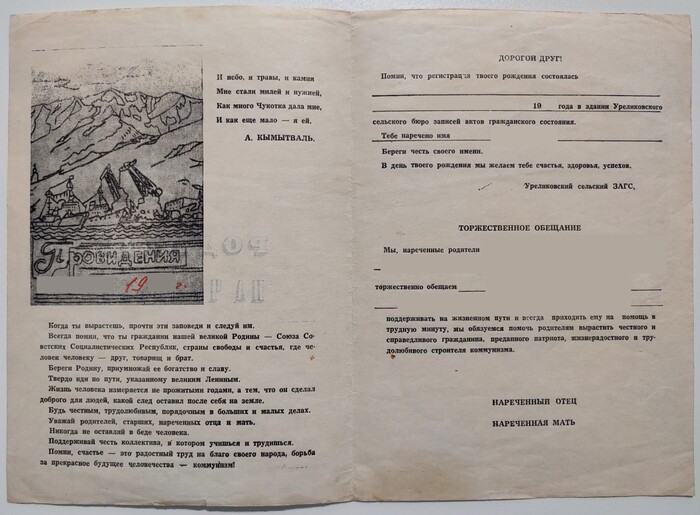 И небо, и травы, и камни
Мне стали милей и нужней,
Как много Чукотка дала мне,
И как еще мало — я ей.
А. КЫМЫТВАЛЬ.
ПРОВИДЕНИЯ
19 г.
Когда ты вырастешь, прочти эти заповеди и следуй им.
Всегда помни, что ты гражданин нашей великой Родины — Союза Со-
ветских Социалистических Республик, страны свободы и счастья, где че-
ловек человеку — друг, товарищ и брат.
Береги Родину, приумножай ее богатство и славу.
Твердо иди по пути, указанному великим Лениным.
Жизнь человека измеряется не прожитыми годами, а тем, что он сделал
доброго для людей, какой след оставил после себя на земле.
Будь честным, трудолюбивым, порядочным в больших и малых делах.
Уважай родителей, старших, нареченных отца и мать.
Никогда не оставляй в беде человека.
Поддерживай честь коллектива, в котором учишься и трудишься.
Помни, счастье — это радостный труд на благо своего народа, борьба
за прекрасное будущее человечества — коммунизм!
ДОРОГОЙ ДРУГ!
Помни, что регистрация твоего рождения состоялась
19 года в здании Уреликовского
сельского бюро записей актов гражданского состояния.
Тебе наречено имя
Береги честь своего имени.
В день твоего рождения мы желаем тебе счастья, здоровья, успехов.
Уреликовский сельский ЗАГС,
ТОРЖЕСТВЕННОЕ ОБЕЩАНИЕ
Мы, нареченные родители
торжественно обещаем
поддерживать на жизненном пути и всегда приходить ему на помощь в
трудную минуту, мы обязуемся помочь родителям вырастить честного и
справедливого гражданина, преданного патриота, жизнерадостного и тру-
долюбивого строителя коммунизма.
НАРЕЧЕННЫЙ ОТЕЦ
НАРЕЧЕННАЯ МАТЬ